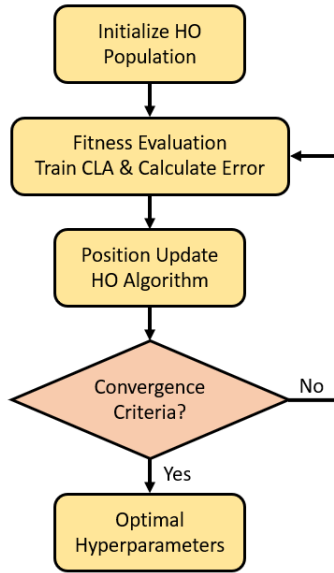 Initialize HO
Population
Fitness Evaluation
Train CLA & Calculate Error
Position Update
HO Algorithm
Convergence
Criteria?
No
Yes
Optimal
Hyperparameters